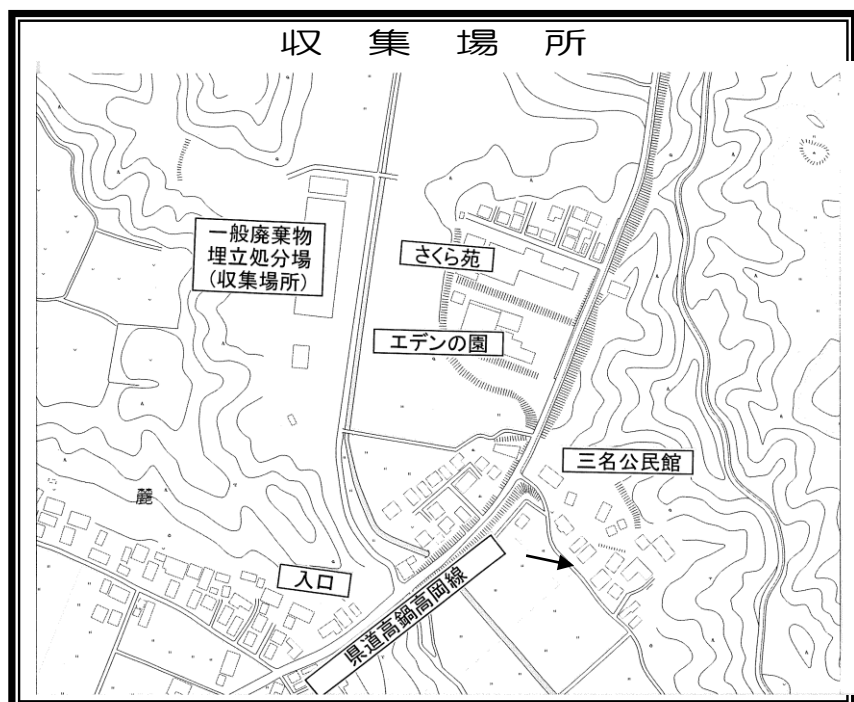 収集場所
一般廃棄物
埋立処分場
(収集場所)
さくら苑
エデンの園
三名公民館
麓
入口
県道高鍋高岡線